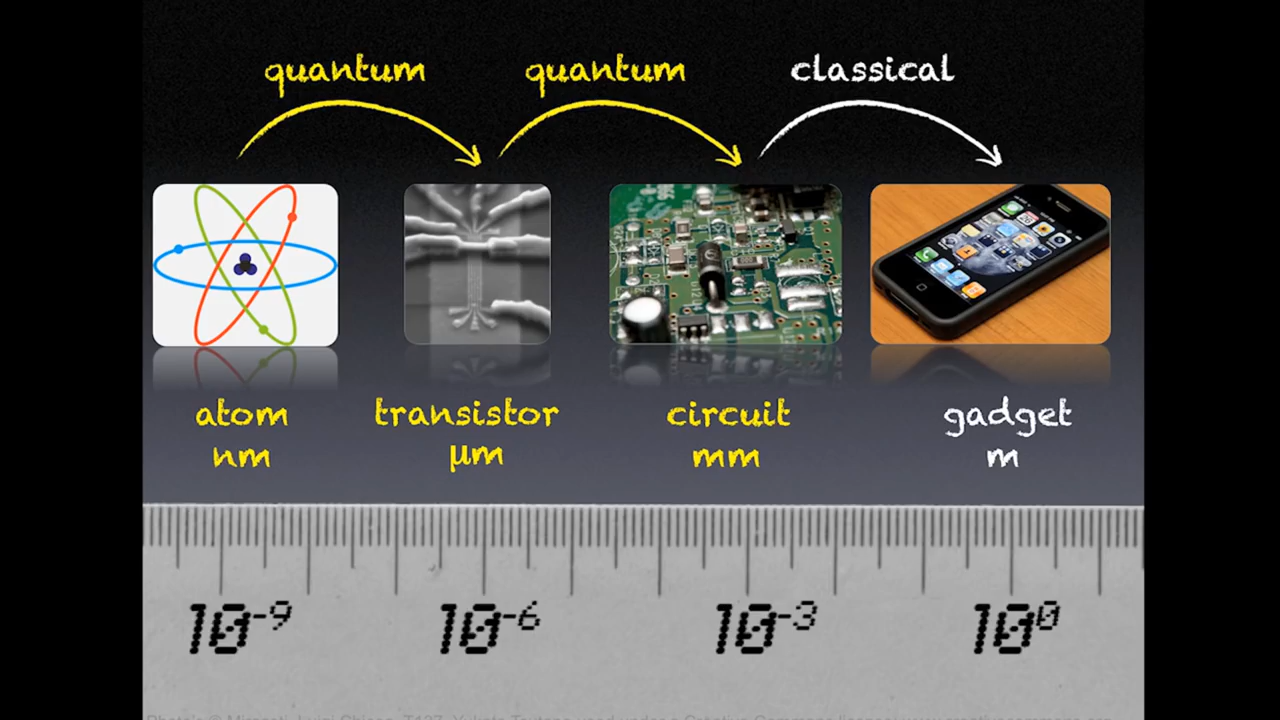 quantum quantum classical
atom transistor circuit gadget
nm µm mm m
10⁻⁹ 10⁻⁶ 10⁻³ 10⁰